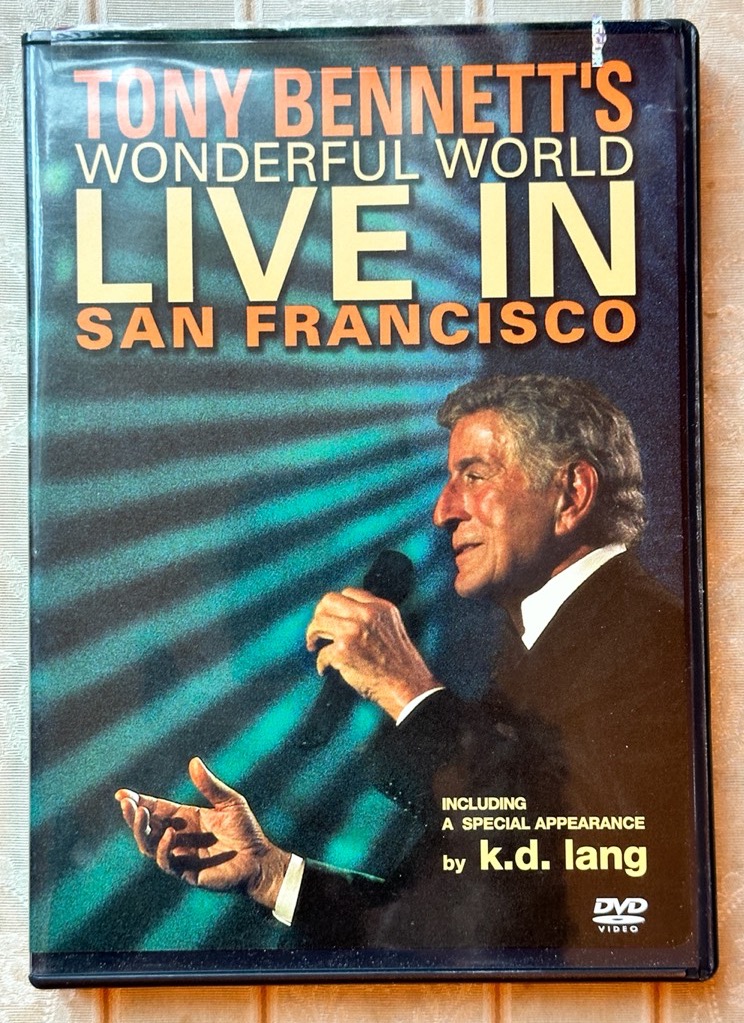 TONY BENNETT'S
WONDERFUL WORLD
LIVE IN
SAN FRANCISCO
INCLUDING
A SPECIAL APPEARANCE
by k.d. lang
DVD
VIDEO